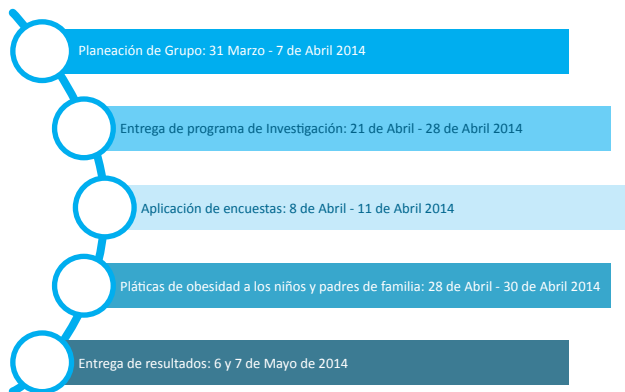 Planeación de Grupo: 31 Marzo - 7 de Abril 2014
Entrega de programa de Investigación: 21 de Abril - 28 de Abril 2014
Aplicación de encuestas: 8 de Abril - 11 de Abril 2014
Pláticas de obesidad a los niños y padres de familia: 28 de Abril - 30 de Abril 2014
Entrega de resultados: 6 y 7 de Mayo de 2014